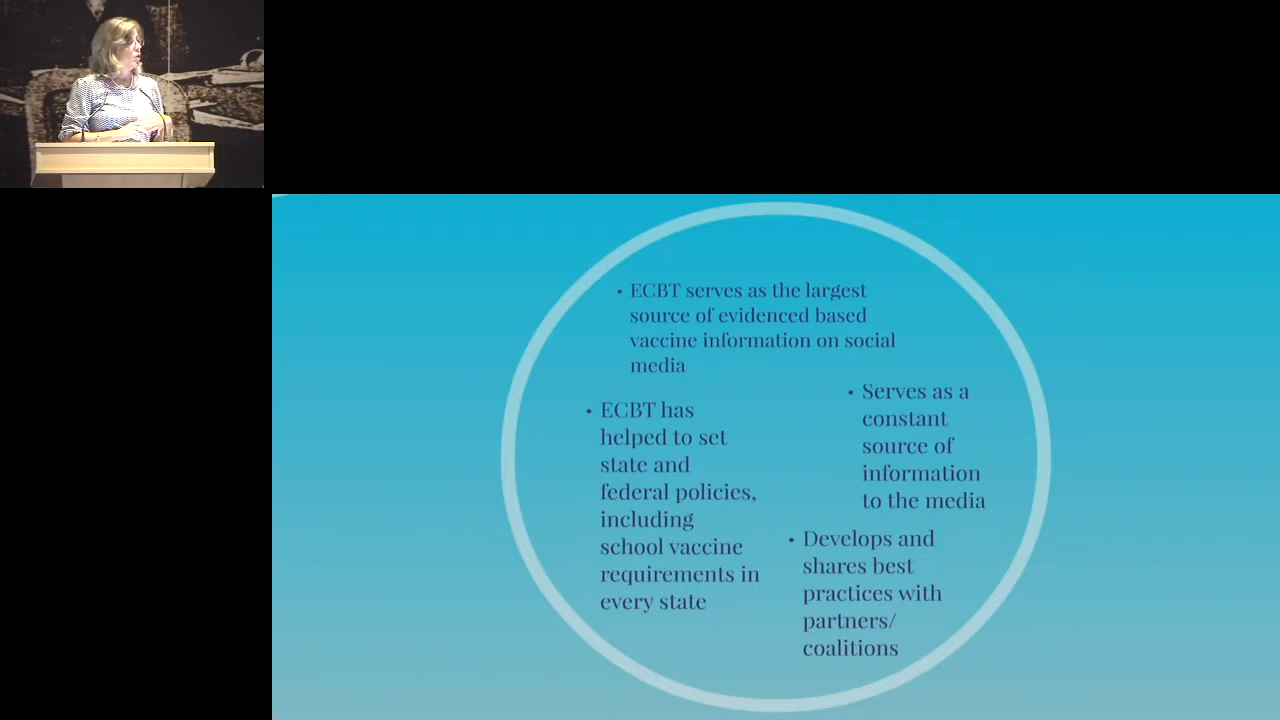 • ECBT serves as the largest
source of evidenced based
vaccine information on social
media
• ECBT has
helped to set
state and
federal policies,
including
school vaccine
requirements in
every state
• Serves as a
constant
source of
information
to the media
• Develops and
shares best
practices with
partners/
coalitions